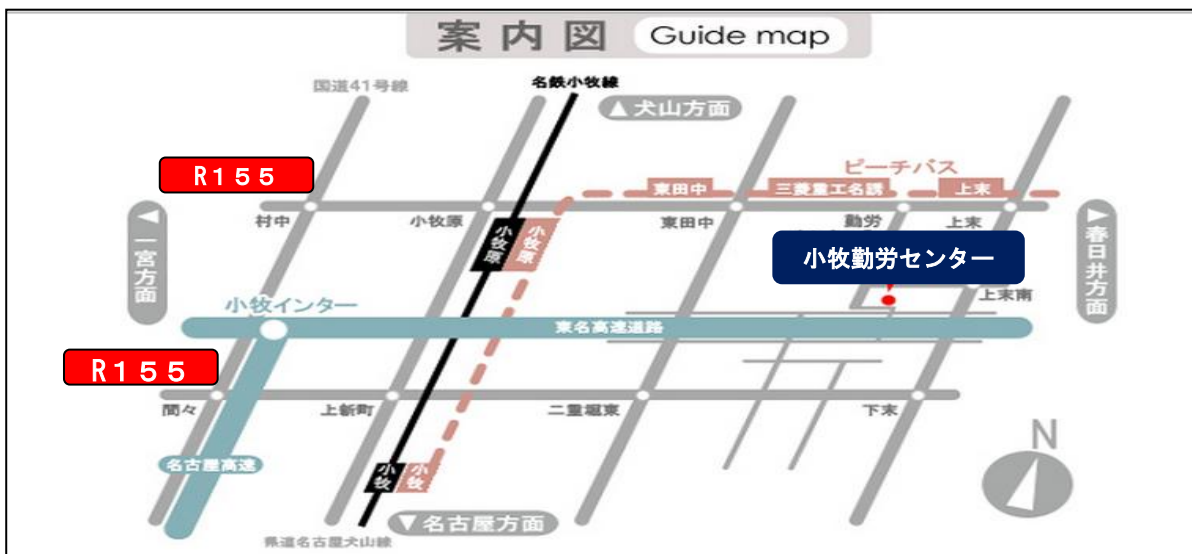 案内図 Guide map
国道41号線
名鉄小牧線
▲犬山方面
R155
ピーチバス
東田中
三菱重工名誘
上末
村中
小牧原
東田中
勤労
上末
◀一宮方面
小牧原
小牧原
小牧勤労センター
▶春日井方面
上末南
小牧インター
東名高速道路
R155
間々
上新町
二重堀東
下末
N
名古屋高速
小牧
小牧
▼名古屋方面
県道名古屋犬山線